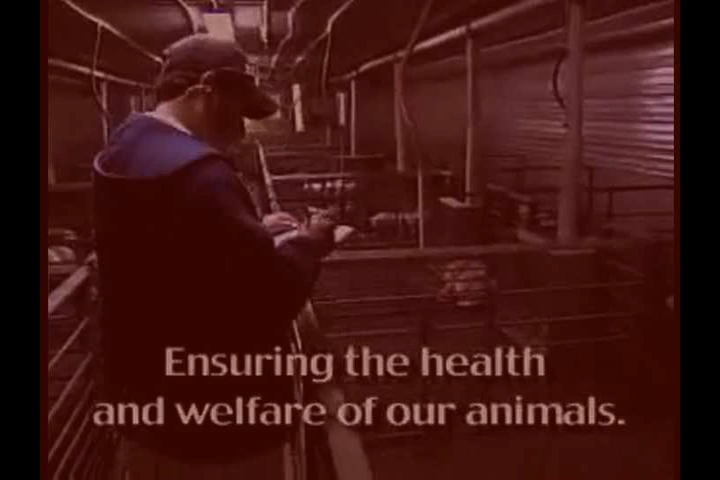 Ensuring the health
and welfare of our animals.